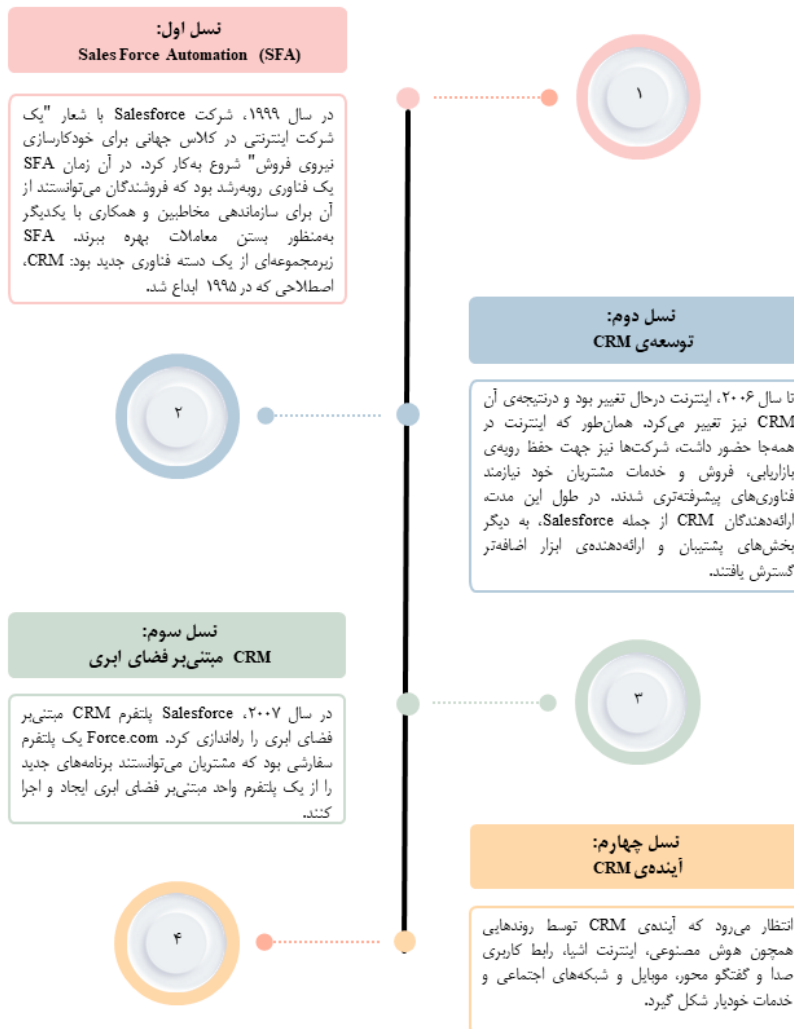 نسل اول:
Sales Force Automation (SFA)
۱
در سال ۱۹۹۹، شرکت Salesforce با شعار "یک
شرکت اینترنتی در کلاس جهانی برای خودکارسازی
نیروی فروش" شروع به‌کار کرد. در آن زمان SFA
یک فناوری روبه‌رشد بود که فروشندگان می‌توانستند از
آن برای سازماندهی مخاطبین و همکاری با یکدیگر
به‌منظور بستن معاملات بهره ببرند. SFA
زیرمجموعه‌ای از یک دسته فناوری جدید بود: CRM،
اصطلاحی که در ۱۹۹۵ ابداع شد.
نسل دوم:
توسعه‌ی CRM
۲
تا سال ۲۰۰۶، اینترنت درحال تغییر بود و درنتیجه‌ی آن
CRM نیز تغییر می‌کرد. همان‌طور که اینترنت در
همه‌جا حضور داشت، شرکت‌ها نیز جهت حفظ رویه‌ی
بازاریابی، فروش و خدمات مشتریان خود نیازمند
فناوری‌های پیشرفته‌تری شدند. در طول این مدت،
ارائه‌دهندگان CRM از جمله Salesforce، به دیگر
بخش‌های پشتیبان و ارائه‌دهنده‌ی ابزار اضافه‌تر
گسترش یافتند.
نسل سوم:
CRM مبتنی‌بر فضای ابری
۳
در سال ۲۰۰۷، Salesforce پلتفرم CRM مبتنی‌بر
فضای ابری را راه‌اندازی کرد. Force.com یک پلتفرم
سفارشی بود که مشتریان می‌توانستند برنامه‌های جدید
را از یک پلتفرم واحد مبتنی‌بر فضای ابری ایجاد و اجرا
کنند.
نسل چهارم:
آینده‌ی CRM
۴
انتظار می‌رود که آینده‌ی CRM توسط روندهایی
همچون هوش مصنوعی، اینترنت اشیا، رابط کاربری
صدا و گفتگو محور، موبایل و شبکه‌های اجتماعی و
خدمات خودیار شکل گیرد.